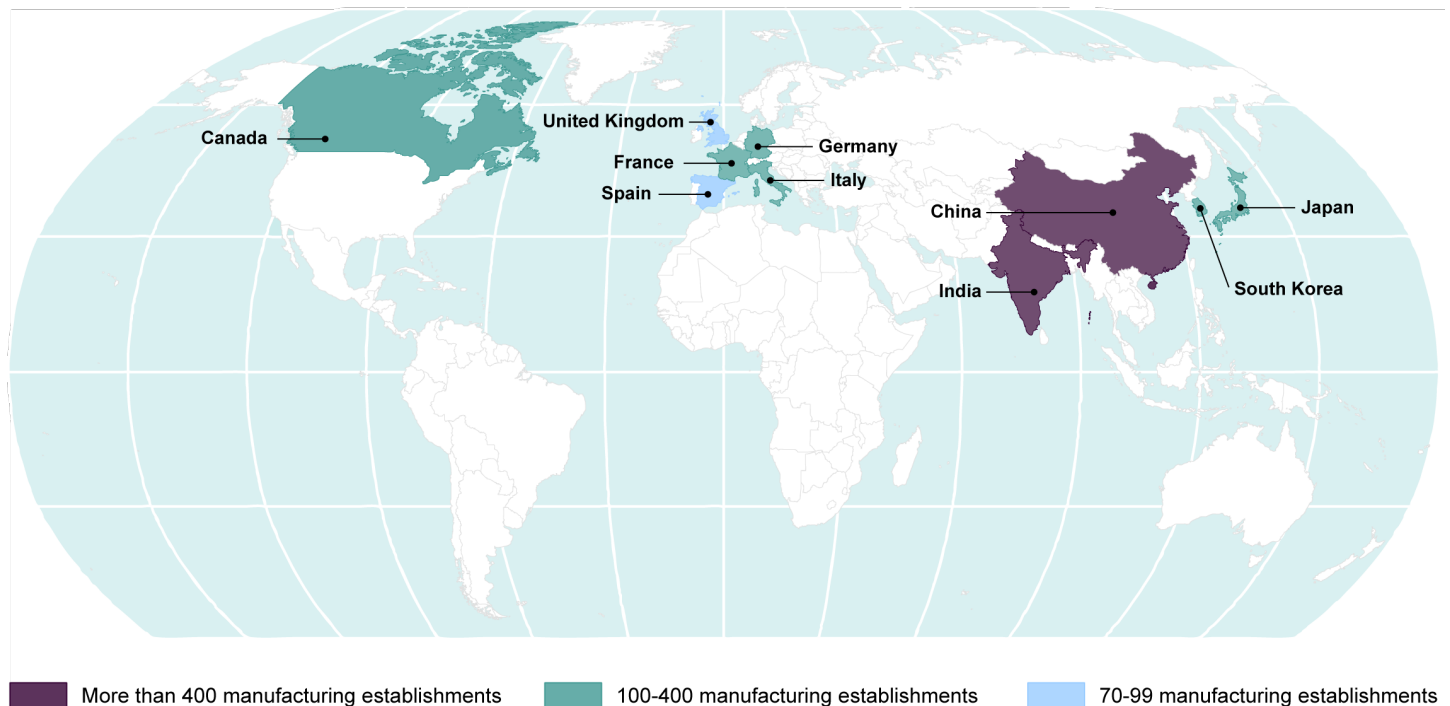 Canada
United Kingdom
France
Spain
Germany
Italy
China
India
Japan
South Korea
More than 400 manufacturing establishments
100-400 manufacturing establishments
70-99 manufacturing establishments